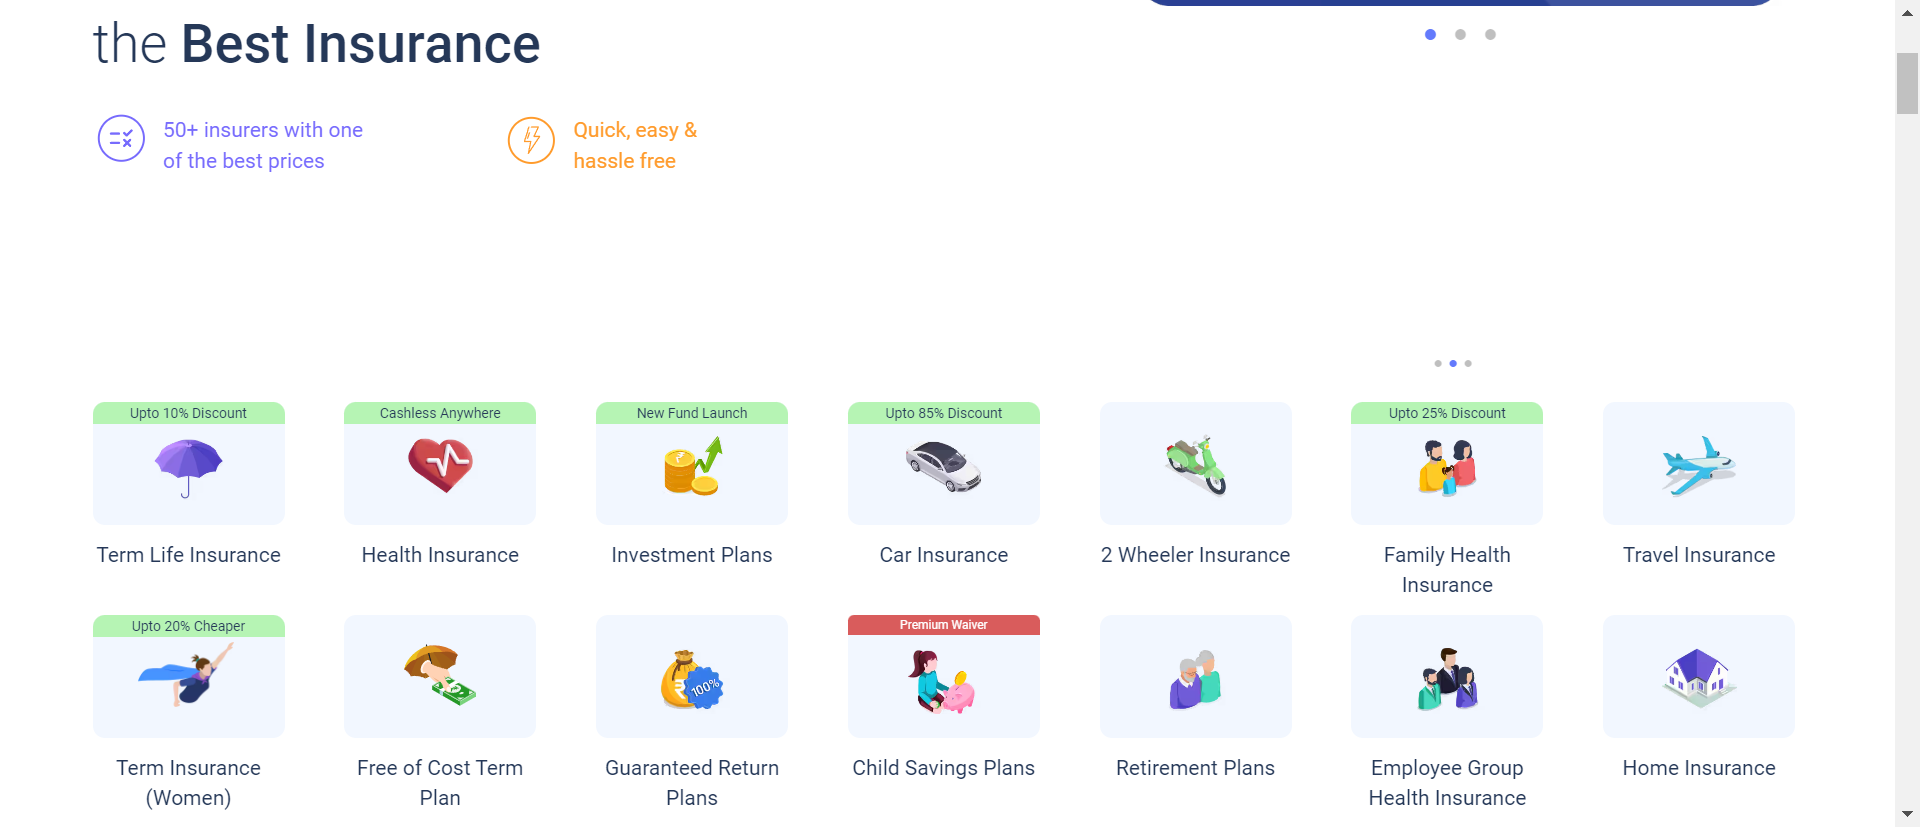 the Best Insurance
50+ insurers with one
of the best prices
Quick, easy &
hassle free
Upto 10% Discount
Term Life Insurance
Cashless Anywhere
Health Insurance
New Fund Launch
₹
Investment Plans
Upto 85% Discount
Car Insurance
2 Wheeler Insurance
Upto 25% Discount
Family Health
Insurance
Travel Insurance
Upto 20% Cheaper
Term Insurance
(Women)
Free of Cost Term
Plan
₹ 100%
Guaranteed Return
Plans
Premium Waiver
Child Savings Plans
Retirement Plans
Employee Group
Health Insurance
Home Insurance